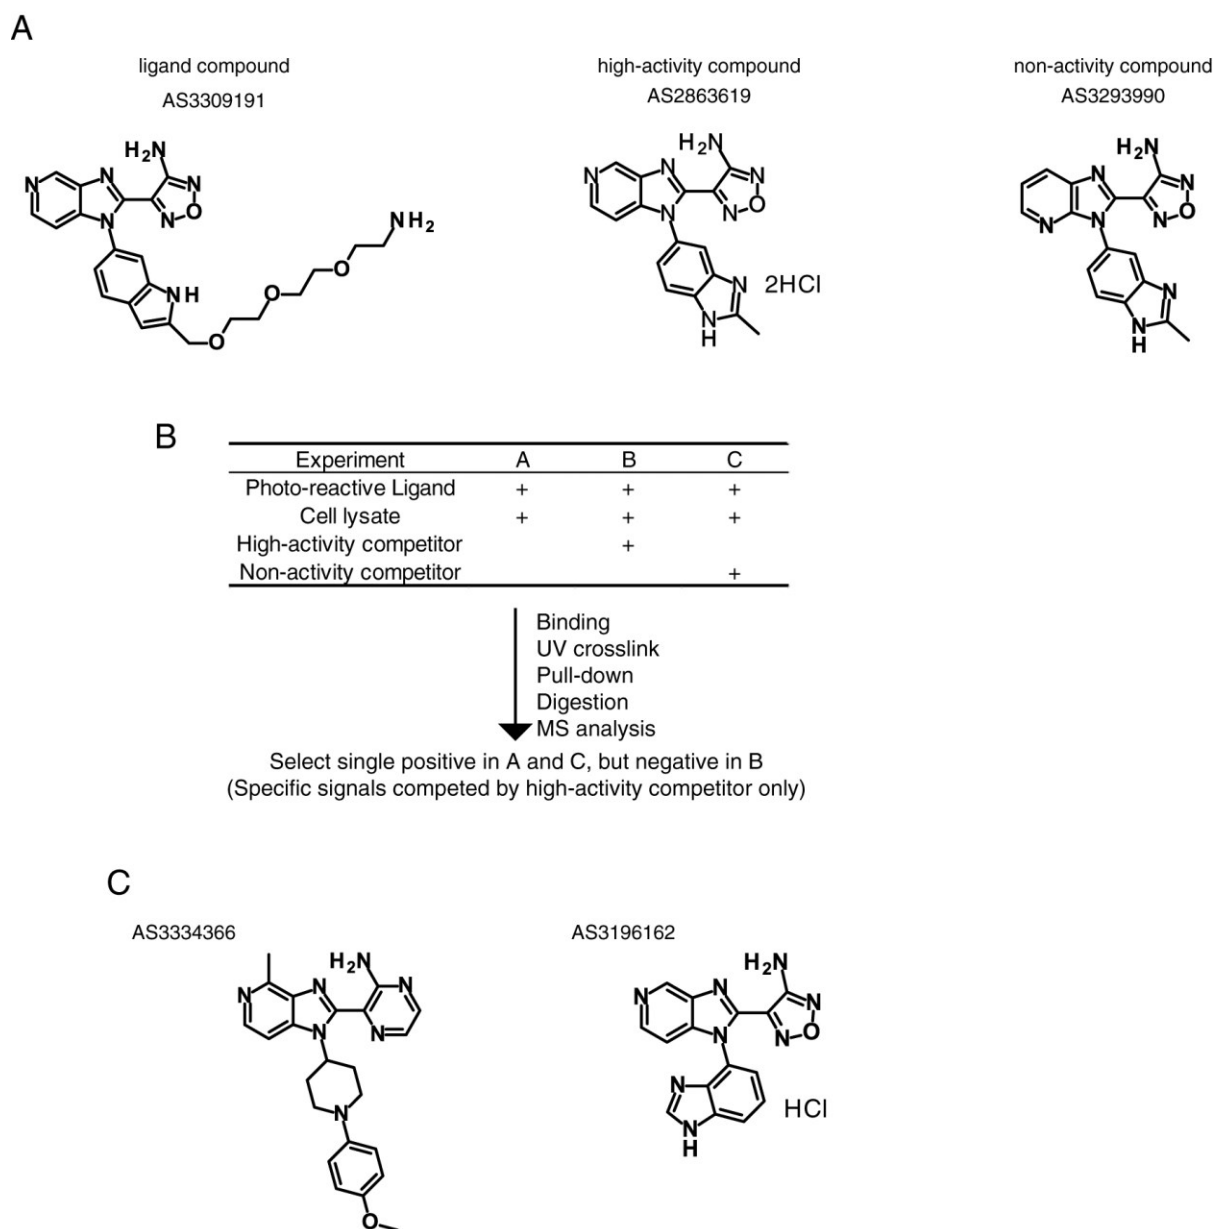 A
ligand compound
AS3309191
high-activity compound
AS2863619
non-activity compound
AS3293990
H2N
N
N
N
N
O
N
N
NH2
O
O
O
NH
H2N
N
N
N
N
O
N
N
N
H
2HCl
H2N
N
N
N
N
O
N
N
N
H
B
Experiment A B C
Photo-reactive Ligand + + +
Cell lysate + + +
High-activity competitor +
Non-activity competitor +
Binding
UV crosslink
Pull-down
Digestion
MS analysis
Select single positive in A and C, but negative in B
(Specific signals competed by high-activity competitor only)
C
AS3334366
AS3196162
H2N
N
N
N
N
N
N
O
H2N
N
N
N
N
O
N
N
N
H
HCl